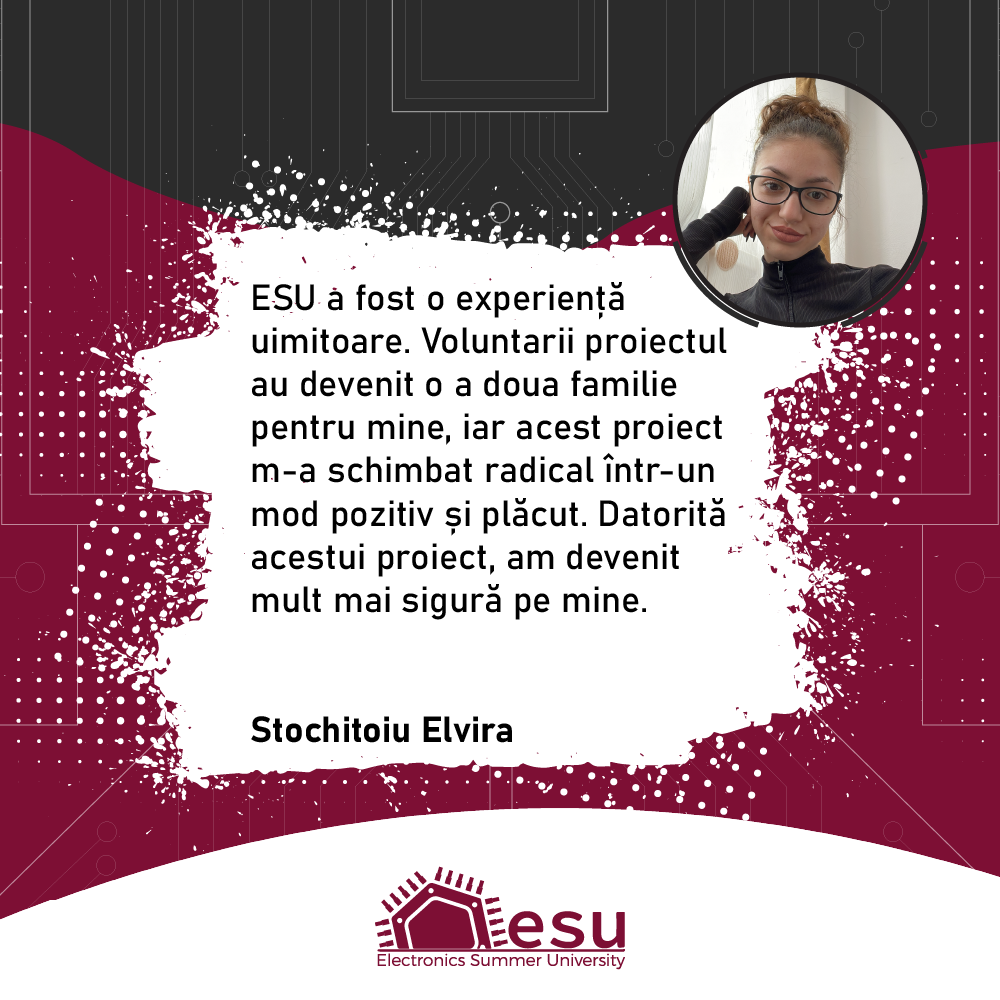 ESU a fost o experiență
uimitoare. Voluntarii proiectul
au devenit o a doua familie
pentru mine, iar acest proiect
m-a schimbat radical într-un
mod pozitiv și plăcut. Datorită
acestui proiect, am devenit
mult mai sigură pe mine.
Stochitoiu Elvira
esu
Electronics Summer University